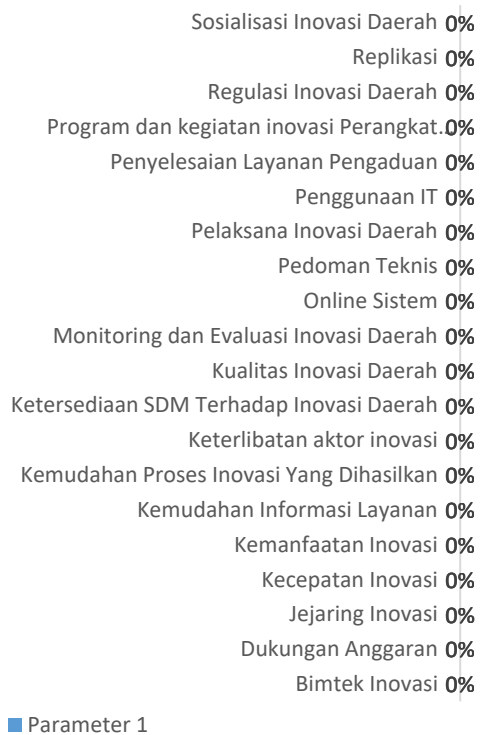 Sosialisasi Inovasi Daerah 0%
Replikasi 0%
Regulasi Inovasi Daerah 0%
Program dan kegiatan inovasi Perangkat… 0%
Penyelesaian Layanan Pengaduan 0%
Penggunaan IT 0%
Pelaksana Inovasi Daerah 0%
Pedoman Teknis 0%
Online Sistem 0%
Monitoring dan Evaluasi Inovasi Daerah 0%
Kualitas Inovasi Daerah 0%
Ketersediaan SDM Terhadap Inovasi Daerah 0%
Keterlibatan aktor inovasi 0%
Kemudahan Proses Inovasi Yang Dihasilkan 0%
Kemudahan Informasi Layanan 0%
Kemanfaatan Inovasi 0%
Kecepatan Inovasi 0%
Jejaring Inovasi 0%
Dukungan Anggaran 0%
Bimtek Inovasi 0%
Parameter 1